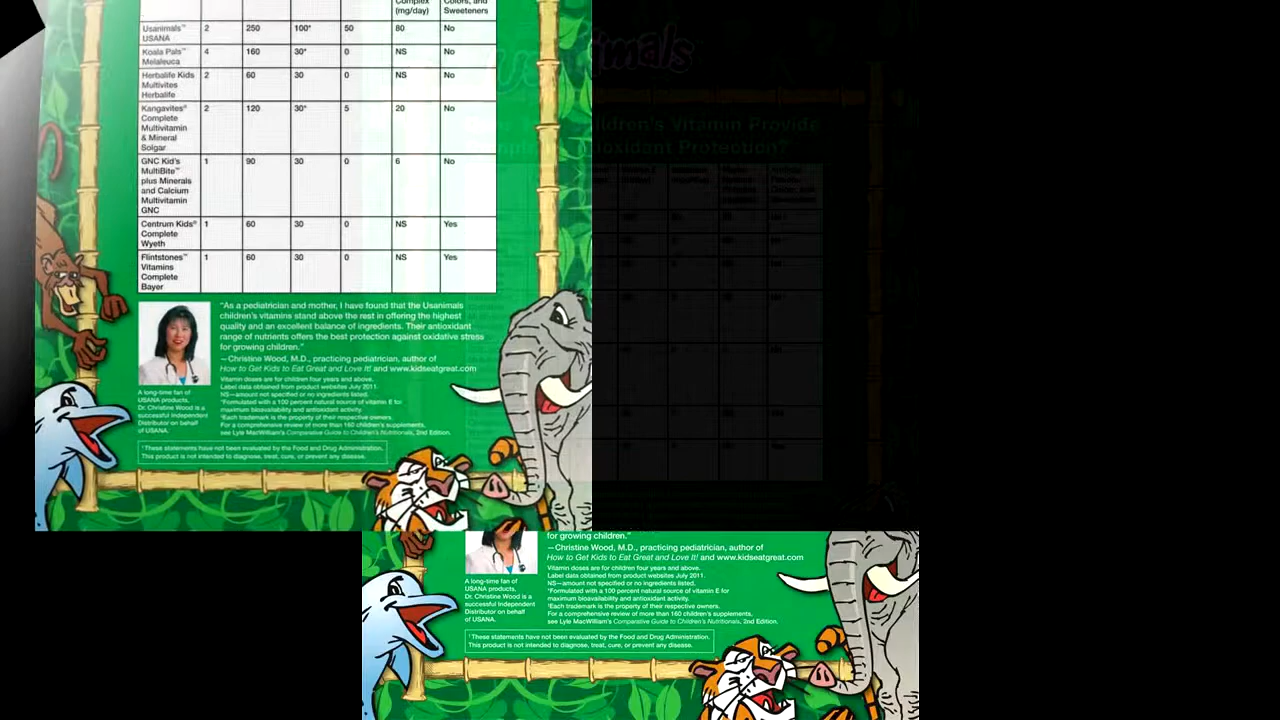 Complex
(mg/day)
Colors, and
Sweeteners
Usanimals™
USANA
2
250
100*
50
80
No
Koala Pals™
Melaleuca
4
160
30*
0
NS
No
Herbalife Kids
Multivites
Herbalife
2
60
30
0
NS
No
Kangavites®
Complete
Multivitamin
& Mineral
Solgar
2
120
30*
5
20
No
GNC Kid's
MultiBite™
plus Minerals
and Calcium
Multivitamin
GNC
1
90
30
0
6
No
Centrum Kids®
Complete
Wyeth
1
60
30
0
NS
Yes
Flintstones™
Vitamins
Complete
Bayer
1
60
30
0
NS
Yes
"As a pediatrician and mother, I have found that the Usanimals
children's vitamins stand above the rest in offering the highest
quality and an excellent balance of ingredients. Their antioxidant
range of nutrients offers the best protection against oxidative stress
for growing children."
—Christine Wood, M.D., practicing pediatrician, author of
How to Get Kids to Eat Great and Love It! and www.kidseatgreat.com
Vitamin doses are for children four years and above.
Label data obtained from product websites July 2011.
NS—amount not specified or no ingredients listed.
*Formulated with a 100 percent natural source of vitamin E for
maximum bioavailability and antioxidant activity.
*Each trademark is the property of their respective owners.
For a comprehensive review of more than 160 children's supplements,
see Lyle MacWilliam's Comparative Guide to Children's Nutritionals, 2nd Edition.
A long-time fan of
USANA products,
Dr. Christine Wood is a
successful Independent
Distributor on behalf
of USANA.
†These statements have not been evaluated by the Food and Drug Administration.
This product is not intended to diagnose, treat, cure, or prevent any disease.
mals
children's Vitamin Provide
Antioxidant Protection?
for growing children."
—Christine Wood, M.D., practicing pediatrician, author of
How to Get Kids to Eat Great and Love It! and www.kidseatgreat.com
Vitamin doses are for children four years and above.
Label data obtained from product websites July 2011.
NS—amount not specified or no ingredients listed.
*Formulated with a 100 percent natural source of vitamin E for
maximum bioavailability and antioxidant activity.
*Each trademark is the property of their respective owners.
For a comprehensive review of more than 160 children's supplements,
see Lyle MacWilliam's Comparative Guide to Children's Nutritionals, 2nd Edition.
A long-time fan of
USANA products,
Dr. Christine Wood is a
successful Independent
Distributor on behalf
of USANA.
†These statements have not been evaluated by the Food and Drug Administration.
This product is not intended to diagnose, treat, cure, or prevent any disease.